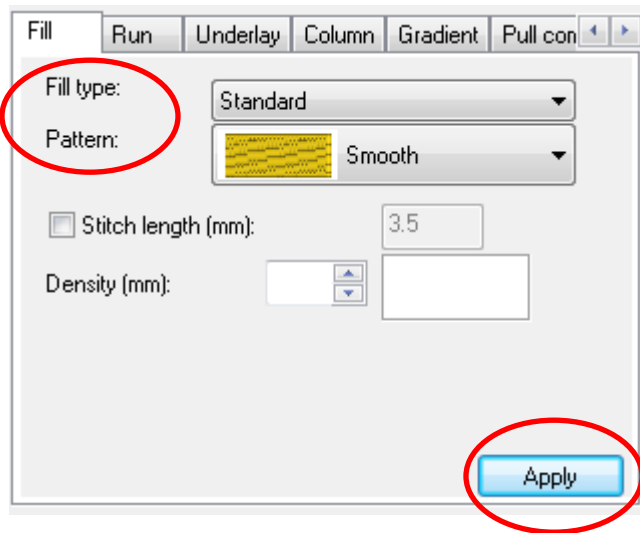 Fill Run Underlay Column Gradient Pull con
Fill type: Standard
Pattern: Smooth
Stitch length (mm): 3.5
Density (mm):
Apply